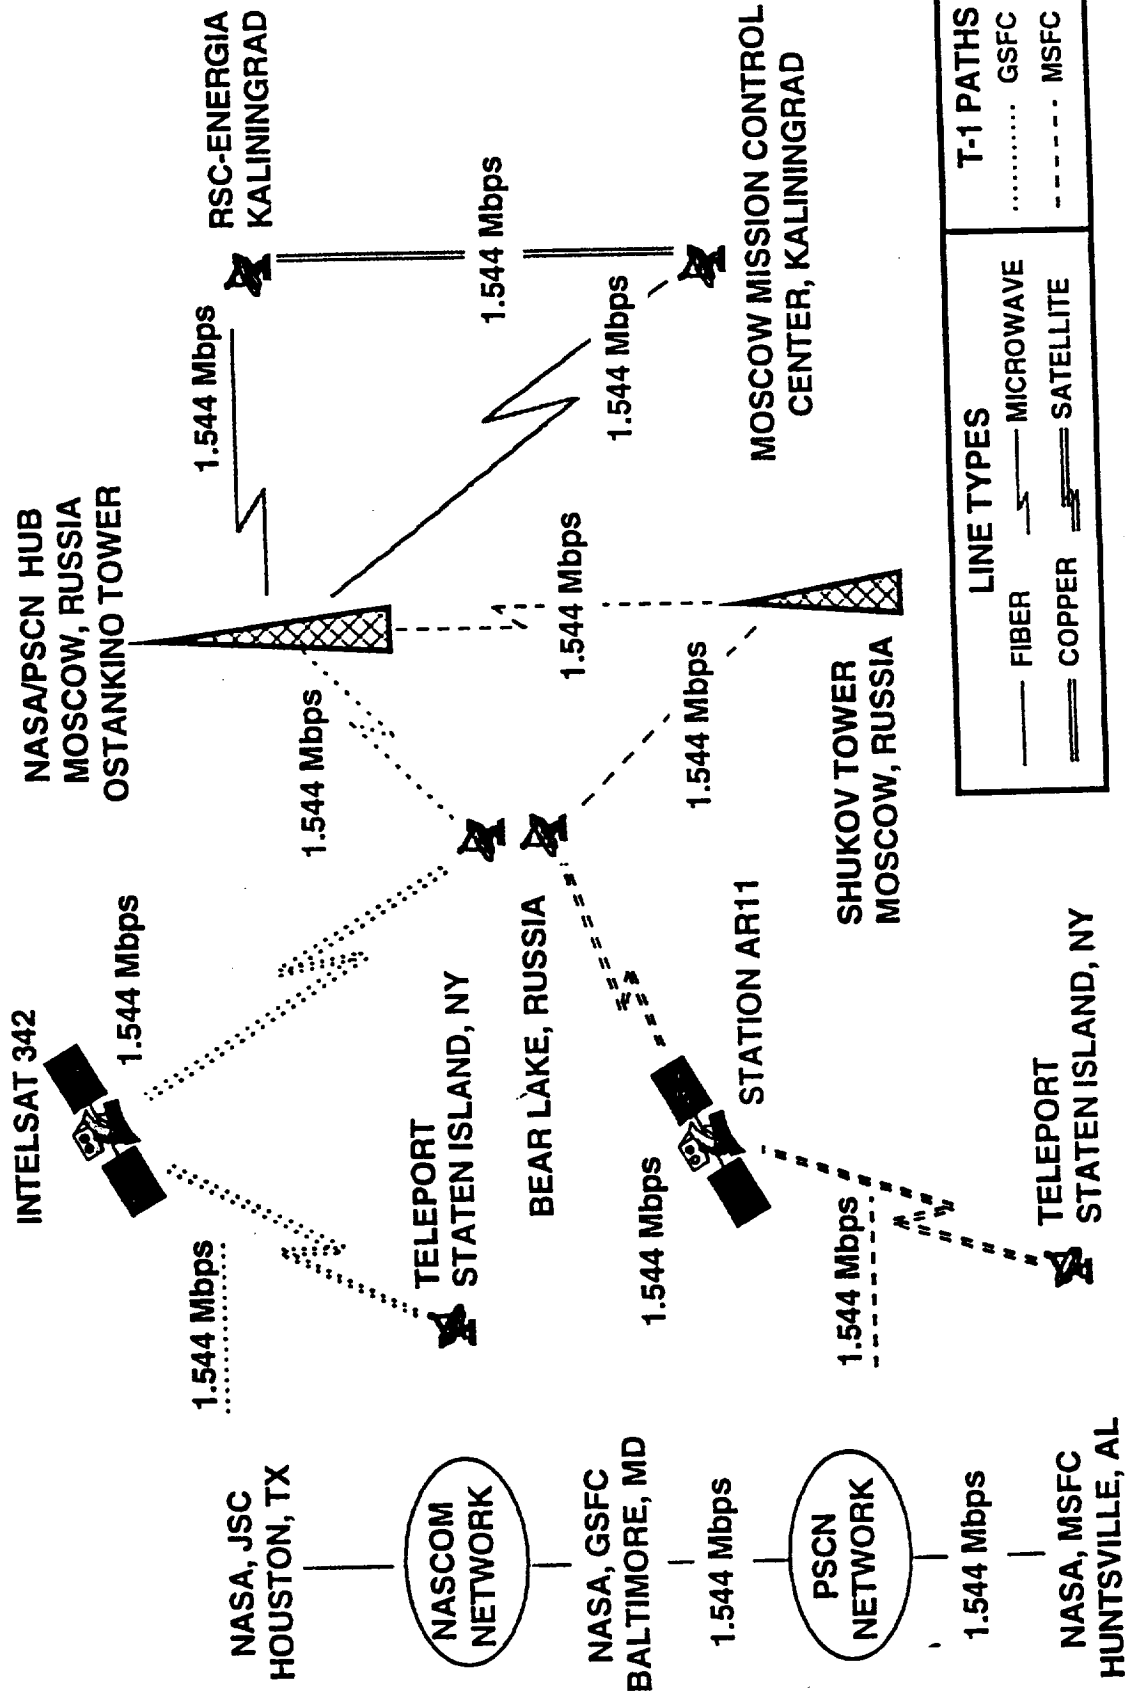 NASA, JSC
HOUSTON, TX
NASCOM
NETWORK
NASA, GSFC
BALTIMORE, MD
1.544 Mbps
PSCN
NETWORK
1.544 Mbps
NASA, MSFC
HUNTSVILLE, AL
INTELSAT 342
1.544 Mbps
1.544 Mbps
TELEPORT
STATEN ISLAND, NY
BEAR LAKE, RUSSIA
1.544 Mbps
STATION AR11
1.544 Mbps
TELEPORT
STATEN ISLAND, NY
NASA/PSCN HUB
MOSCOW, RUSSIA
OSTANKINO TOWER
1.544 Mbps
1.544 Mbps
1.544 Mbps
SHUKOV TOWER
MOSCOW, RUSSIA
RSC-ENERGIA
KALININGRAD
1.544 Mbps
1.544 Mbps
1.544 Mbps
MOSCOW MISSION CONTROL
CENTER, KALININGRAD
LINE TYPES
FIBER
MICROWAVE
COPPER
SATELLITE
T-1 PATHS
GSFC
MSFC